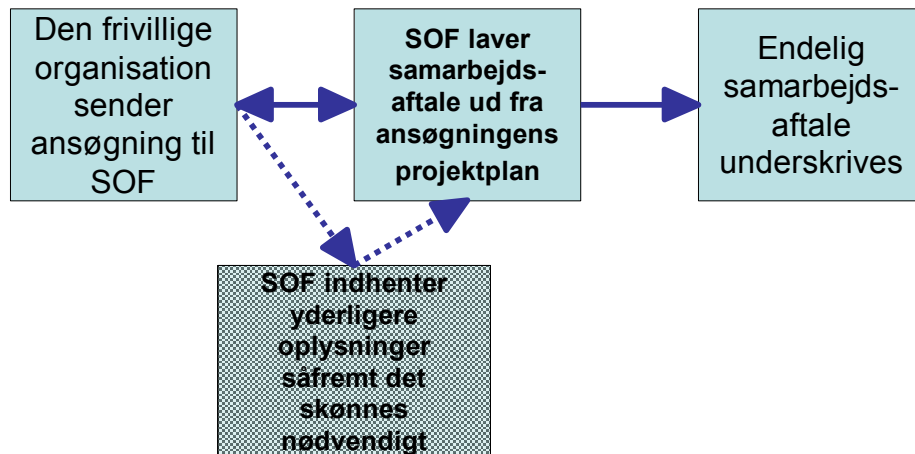 Den frivillige
organisation
sender
ansøgning til
SOF
SOF laver
samarbejds-
aftale ud fra
ansøgningens
projektplan
Endelig
samarbejds-
aftale
underskrives
SOF indhenter
yderligere
oplysninger
såfremt det
skønnes
nødvendigt